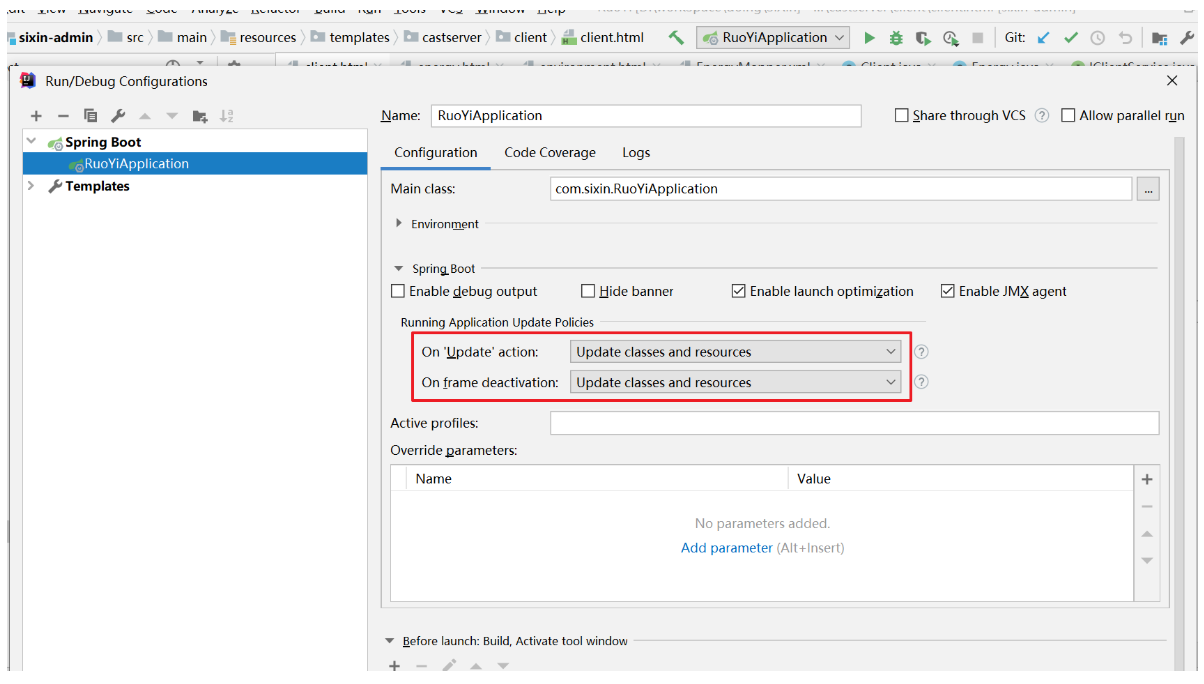 sixin-admin src main resources templates castserver client client.html RuoYiApplication Git:
Run/Debug Configurations
Name: RuoYiApplication Share through VCS Allow parallel run
Spring Boot
RuoYiApplication
Templates
Configuration Code Coverage Logs
Main class: com.sixin.RuoYiApplication ...
Environment
Spring Boot
Enable debug output Hide banner Enable launch optimization Enable JMX agent
Running Application Update Policies
On 'Update' action: Update classes and resources
On frame deactivation: Update classes and resources
Active profiles:
Override parameters:
Name Value
No parameters added.
Add parameter (Alt+Insert)
Before launch: Build, Activate tool window